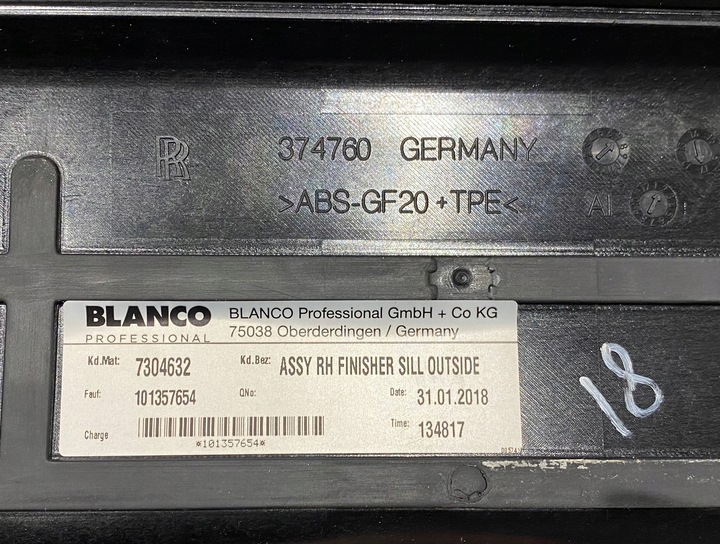 RR 374760 GERMANY
>ABS-GF20+TPE<
AI
BLANCO
PROFESSIONAL
BLANCO Professional GmbH + Co KG
75038 Oberderdingen / Germany
Kd.Mat: 7304632 Kd.Bez: ASSY RH FINISHER SILL OUTSIDE
Fauf: 101357654 QNo: Date: 31.01.2018
Charge *101357654* Time: 134817
18